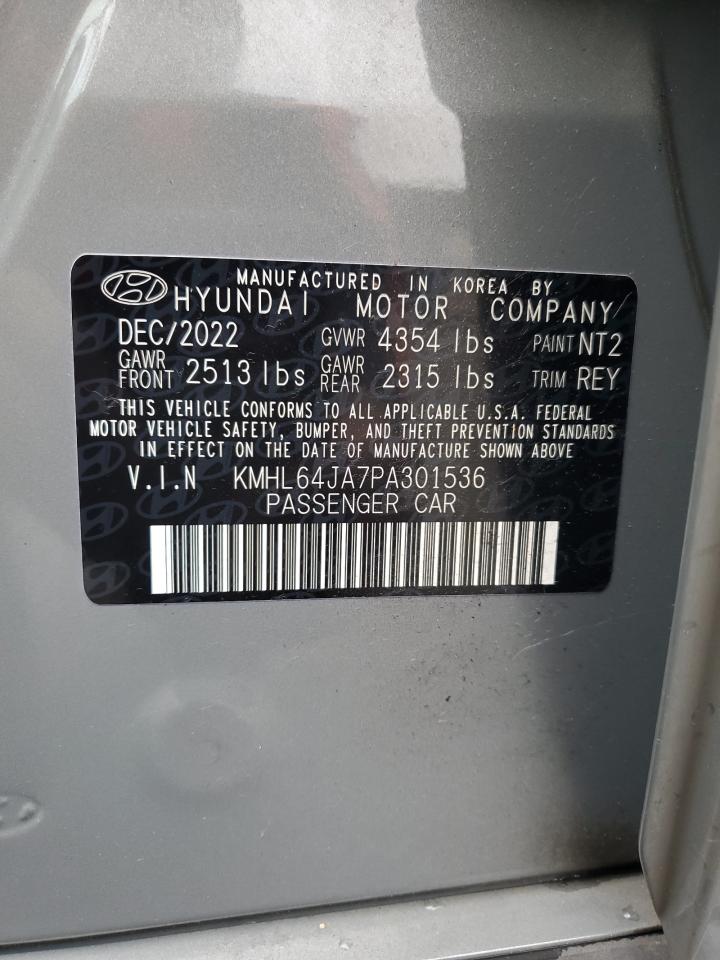 MANUFACTURED IN KOREA BY
HYUNDAI MOTOR COMPANY
DEC/2022 GVWR 4354 lbs PAINT NT2
GAWR FRONT 2513 lbs GAWR REAR 2315 lbs TRIM REY
THIS VEHICLE CONFORMS TO ALL APPLICABLE U.S.A. FEDERAL
MOTOR VEHICLE SAFETY, BUMPER, AND THEFT PREVENTION STANDARDS
IN EFFECT ON THE DATE OF MANUFACTURE SHOWN ABOVE
V.I.N KMHL64JA7PA301536
PASSENGER CAR